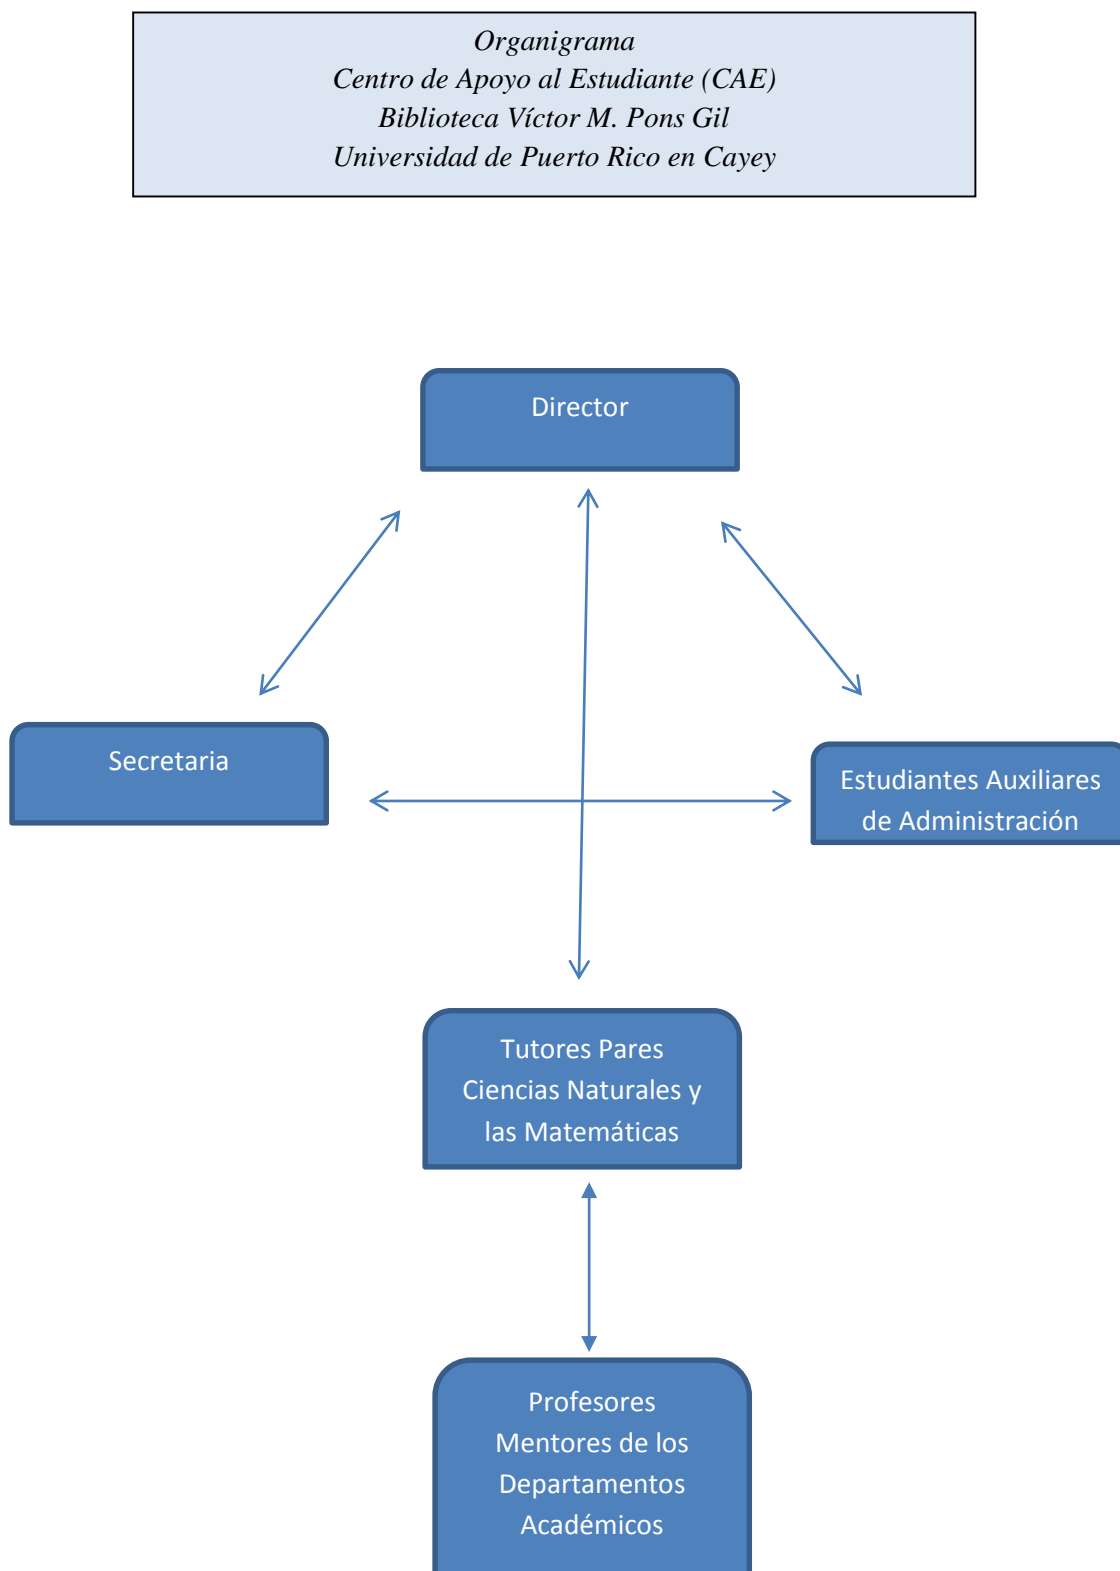 Organigrama
Centro de Apoyo al Estudiante (CAE)
Biblioteca Víctor M. Pons Gil
Universidad de Puerto Rico en Cayey
Director
Secretaria
Estudiantes Auxiliares
de Administración
Tutores Pares
Ciencias Naturales y
las Matemáticas
Profesores
Mentores de los
Departamentos
Académicos